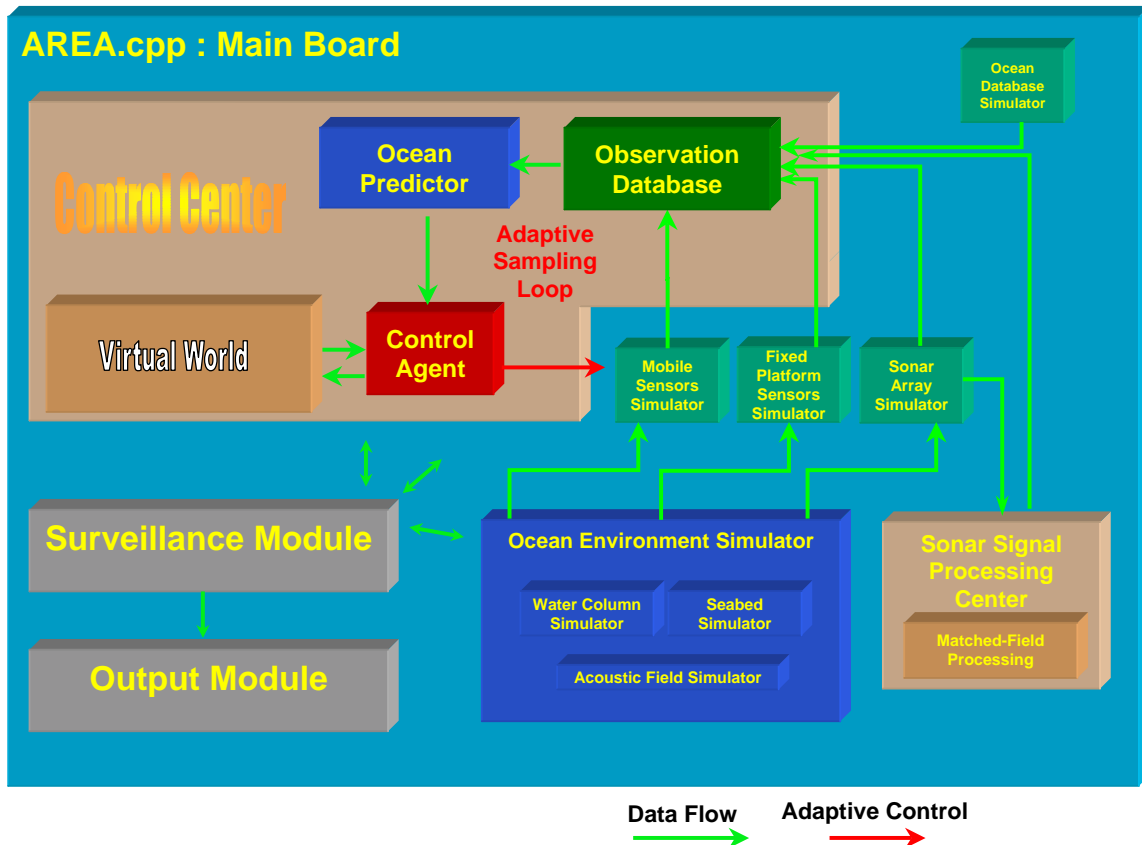 AREA.cpp : Main Board
Ocean
Database
Simulator
Control Center
Ocean
Predictor
Observation
Database
Adaptive
Sampling
Loop
Virtual World
Control
Agent
Mobile
Sensors
Simulator
Fixed
Platform
Sensors
Simulator
Sonar
Array
Simulator
Surveillance Module
Output Module
Ocean Environment Simulator
Water Column
Simulator
Seabed
Simulator
Acoustic Field Simulator
Sonar Signal
Processing
Center
Matched-Field
Processing
Data Flow
Adaptive Control